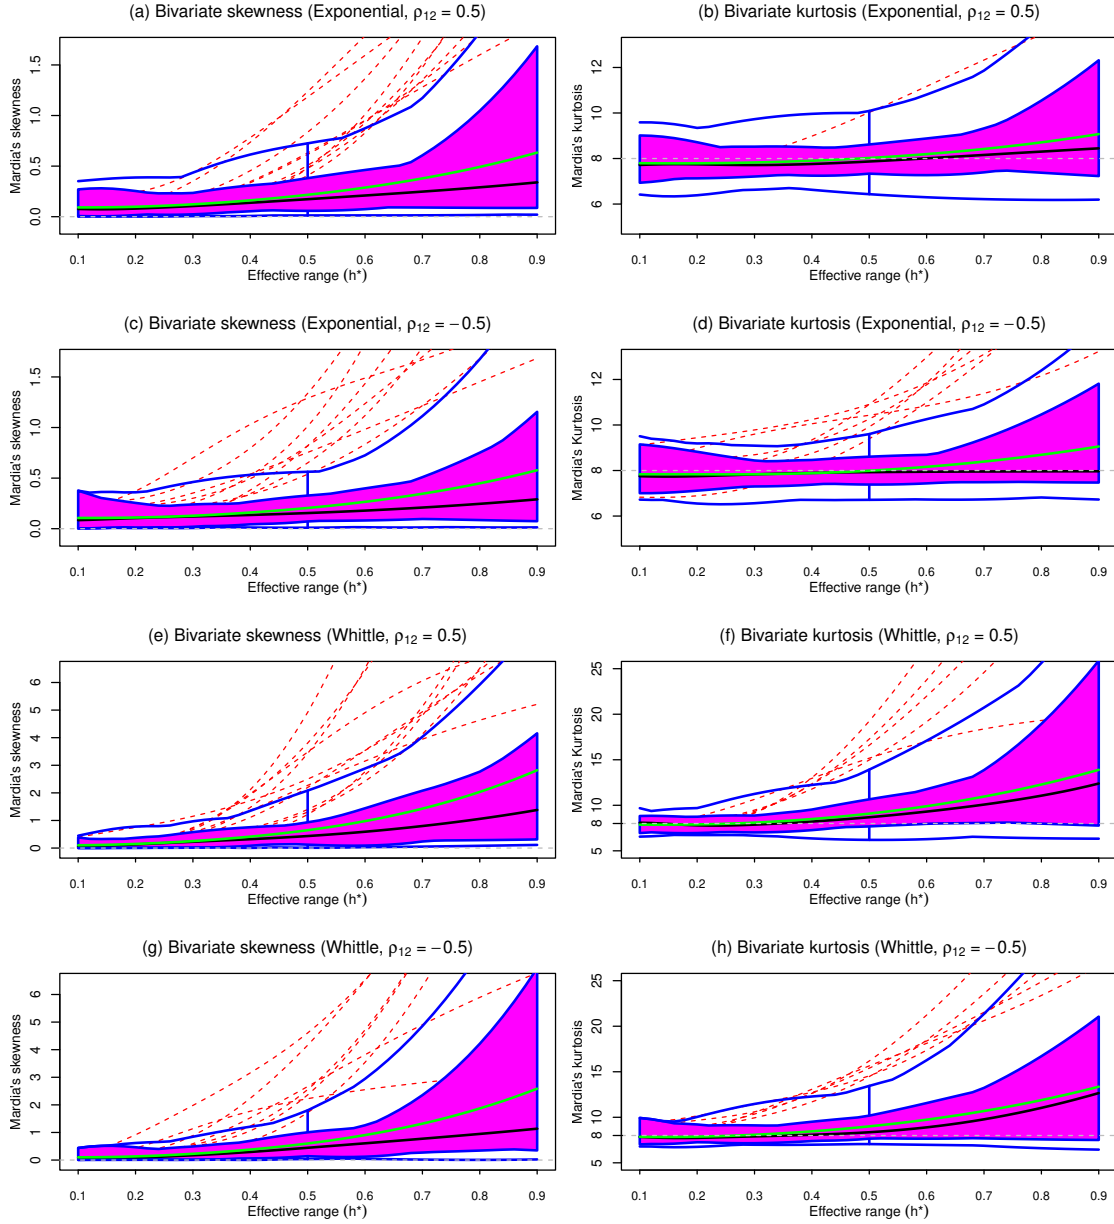 (a) Bivariate skewness (Exponential, ρ12 = 0.5)
Mardia's skewness
0.0 0.5 1.0 1.5
0.1 0.2 0.3 0.4 0.5 0.6 0.7 0.8 0.9
Effective range (h*)
(b) Bivariate kurtosis (Exponential, ρ12 = 0.5)
Mardia's kurtosis
6 8 10 12
0.1 0.2 0.3 0.4 0.5 0.6 0.7 0.8 0.9
Effective range (h*)
(c) Bivariate skewness (Exponential, ρ12 = −0.5)
Mardia's skewness
0.0 0.5 1.0 1.5
0.1 0.2 0.3 0.4 0.5 0.6 0.7 0.8 0.9
Effective range (h*)
(d) Bivariate kurtosis (Exponential, ρ12 = −0.5)
Mardia's Kurtosis
6 8 10 12
0.1 0.2 0.3 0.4 0.5 0.6 0.7 0.8 0.9
Effective range (h*)
(e) Bivariate skewness (Whittle, ρ12 = 0.5)
Mardia's skewness
0 1 2 3 4 5 6
0.1 0.2 0.3 0.4 0.5 0.6 0.7 0.8 0.9
Effective range (h*)
(f) Bivariate kurtosis (Whittle, ρ12 = 0.5)
Mardia's Kurtosis
5 8 10 15 20 25
0.1 0.2 0.3 0.4 0.5 0.6 0.7 0.8 0.9
Effective range (h*)
(g) Bivariate skewness (Whittle, ρ12 = −0.5)
Mardia's skewness
0 1 2 3 4 5 6
0.1 0.2 0.3 0.4 0.5 0.6 0.7 0.8 0.9
Effective range (h*)
(h) Bivariate kurtosis (Whittle, ρ12 = −0.5)
Mardia's kurtosis
5 8 10 15 20 25
0.1 0.2 0.3 0.4 0.5 0.6 0.7 0.8 0.9
Effective range (h*)